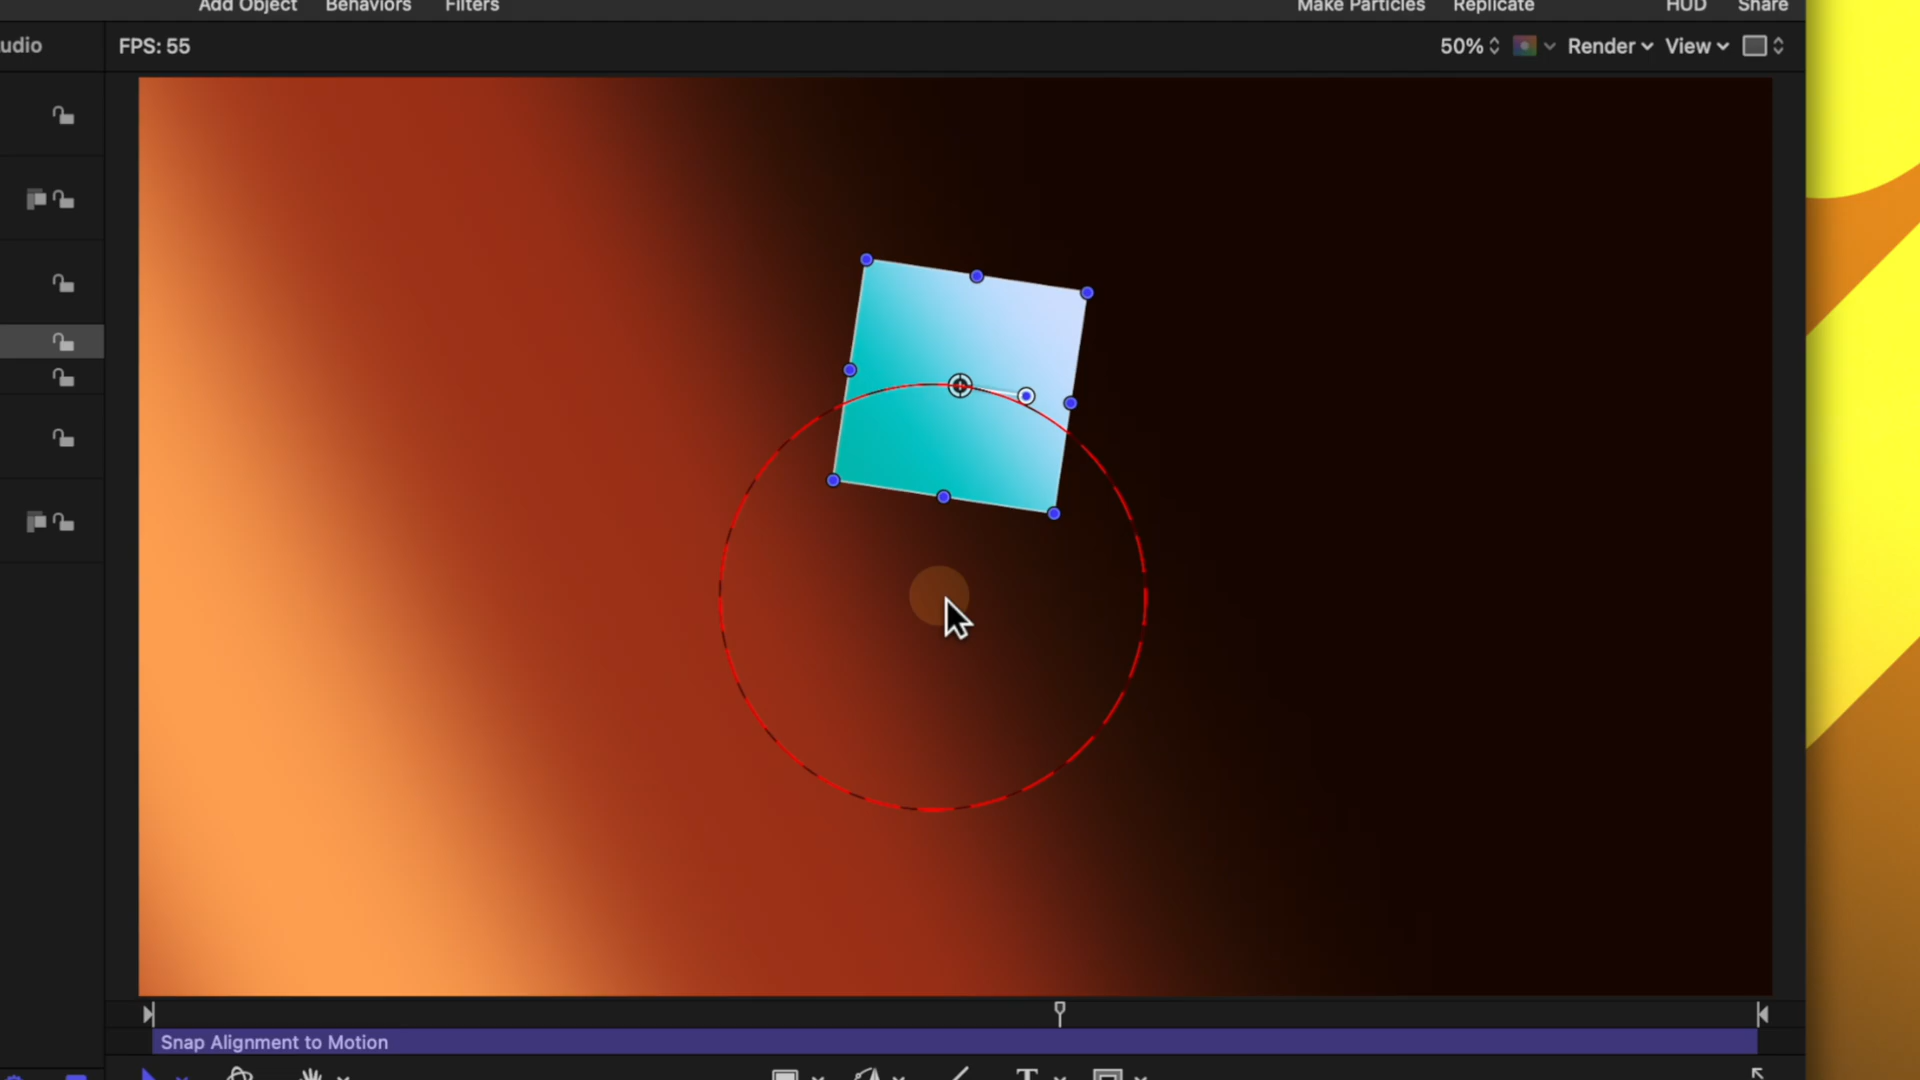 Add Object Behaviors Filters Make Particles Replicate HUD Share
udio FPS: 55 50% Render View
Snap Alignment to Motion